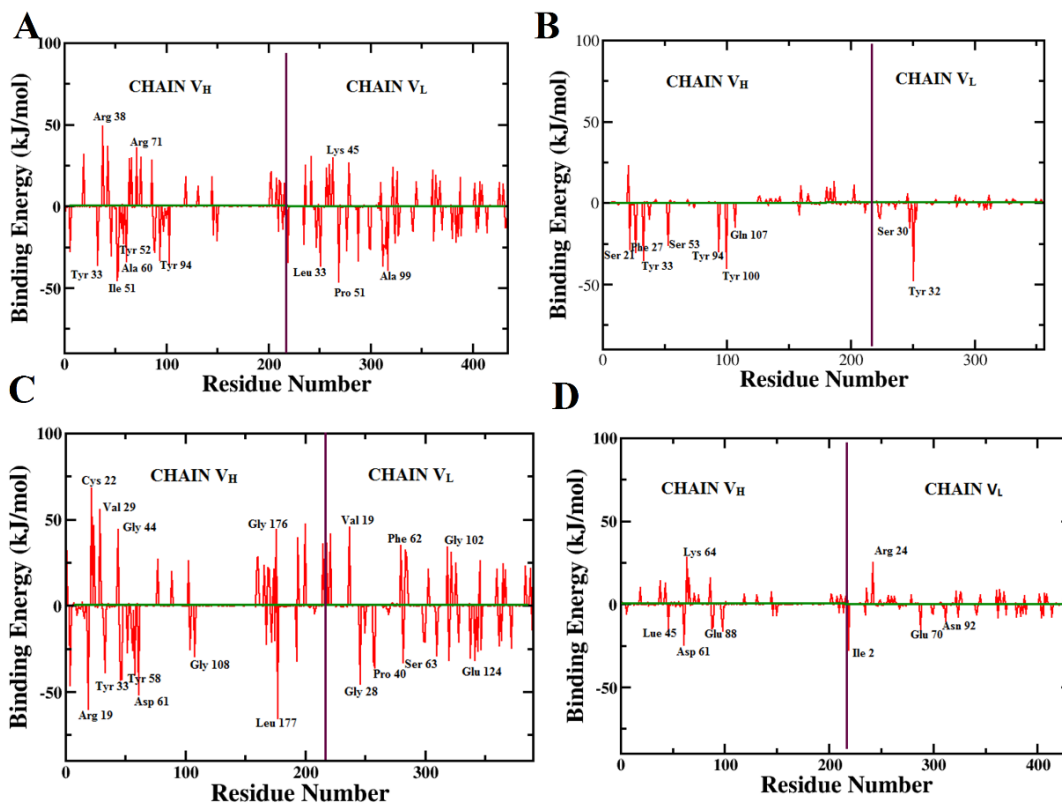 A
Binding Energy (kJ/mol)
100
50
0
-50
CHAIN VH
CHAIN VL
Arg 38
Arg 71
Lys 45
Tyr 33
Tyr 52
Ala 60
Ile 51
Tyr 94
Leu 33
Pro 51
Ala 99
0
100
200
300
400
Residue Number
B
Binding Energy (kJ/mol)
100
50
0
-50
CHAIN VH
CHAIN VL
Ser 21
Phe 27
Tyr 33
Ser 53
Tyr 94
Tyr 100
Gln 107
Ser 30
Tyr 32
0
100
200
300
Residue Number
C
Binding Energy (kJ/mol)
100
50
0
-50
CHAIN VH
CHAIN VL
Cys 22
Val 29
Gly 44
Gly 176
Val 19
Phe 62
Gly 102
Arg 19
Tyr 33
Tyr 58
Asp 61
Gly 108
Leu 177
Gly 28
Pro 40
Ser 63
Glu 124
0
100
200
300
Residue Number
D
Binding Energy (kJ/mol)
100
50
0
-50
CHAIN VH
CHAIN VL
Lys 64
Arg 24
Lue 45
Asp 61
Glu 88
Ile 2
Glu 70
Asn 92
0
100
200
300
400
Residue Number